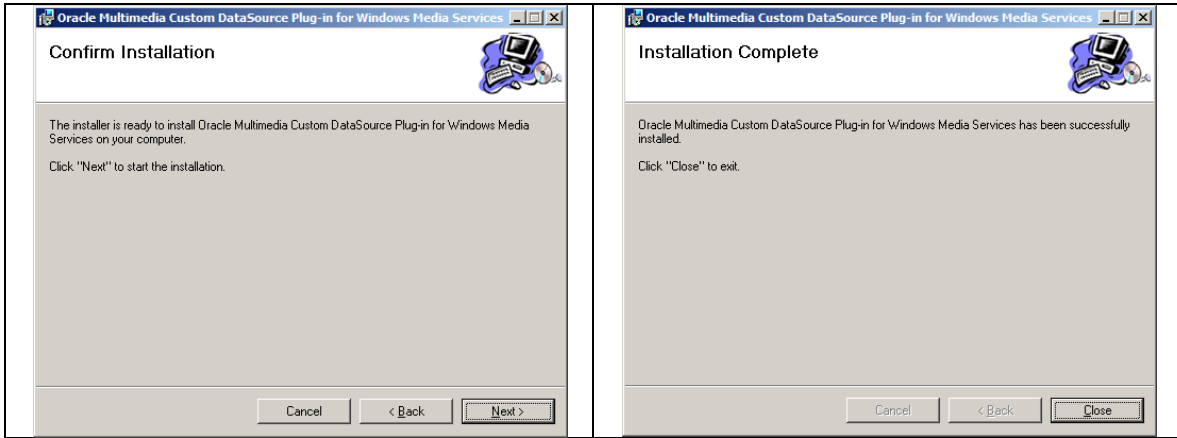 Oracle Multimedia Custom DataSource Plug-in for Windows Media Services
Confirm Installation
The installer is ready to install Oracle Multimedia Custom DataSource Plug-in for Windows Media
Services on your computer.
Click "Next" to start the installation.
Cancel
< Back
Next >
Oracle Multimedia Custom DataSource Plug-in for Windows Media Services
Installation Complete
Oracle Multimedia Custom DataSource Plug-in for Windows Media Services has been successfully
installed.
Click "Close" to exit.
Cancel
< Back
Close